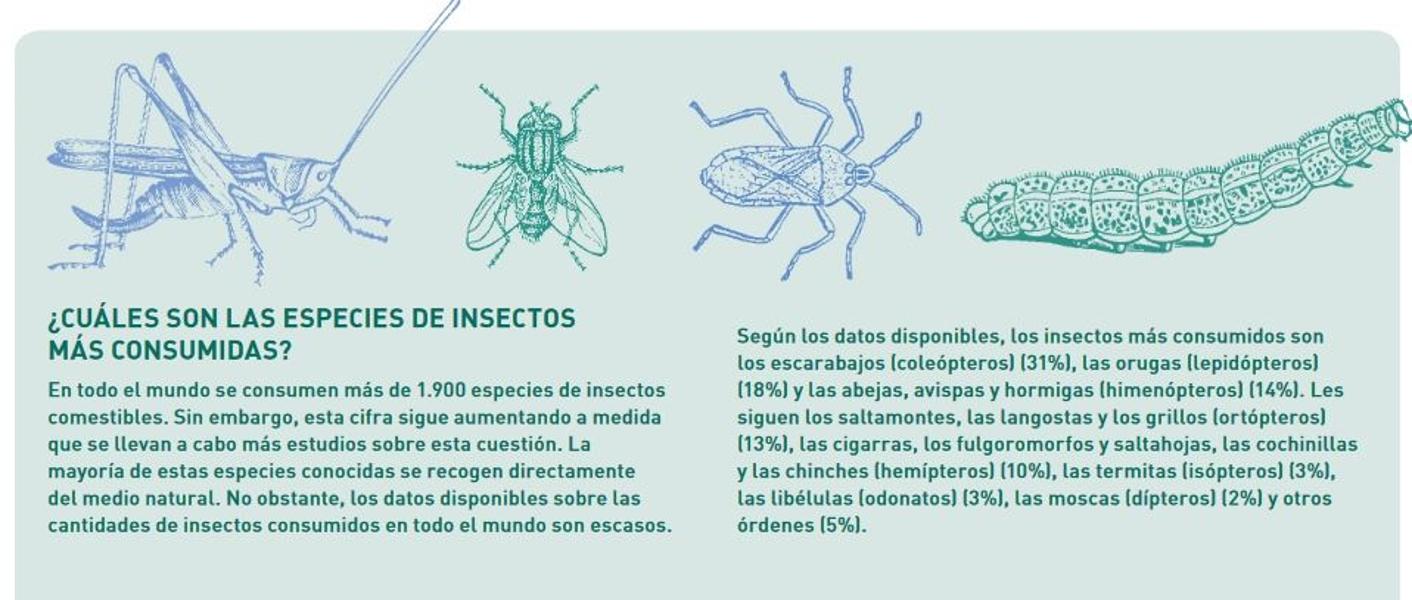 ¿CUÁLES SON LAS ESPECIES DE INSECTOS
MÁS CONSUMIDAS?
En todo el mundo se consumen más de 1.900 especies de insectos
comestibles. Sin embargo, esta cifra sigue aumentando a medida
que se llevan a cabo más estudios sobre esta cuestión. La
mayoría de estas especies conocidas se recogen directamente
del medio natural. No obstante, los datos disponibles sobre las
cantidades de insectos consumidos en todo el mundo son escasos.
Según los datos disponibles, los insectos más consumidos son
los escarabajos (coleópteros) (31%), las orugas (lepidópteros)
(18%) y las abejas, avispas y hormigas (himenópteros) (14%). Les
siguen los saltamontes, las langostas y los grillos (ortópteros)
(13%), las cigarras, los fulgoromorfos y saltahojas, las cochinillas
y las chinches (hemípteros) (10%), las termitas (isópteros) (3%),
las libélulas (odonatos) (3%), las moscas (dípteros) (2%) y otros
órdenes (5%).